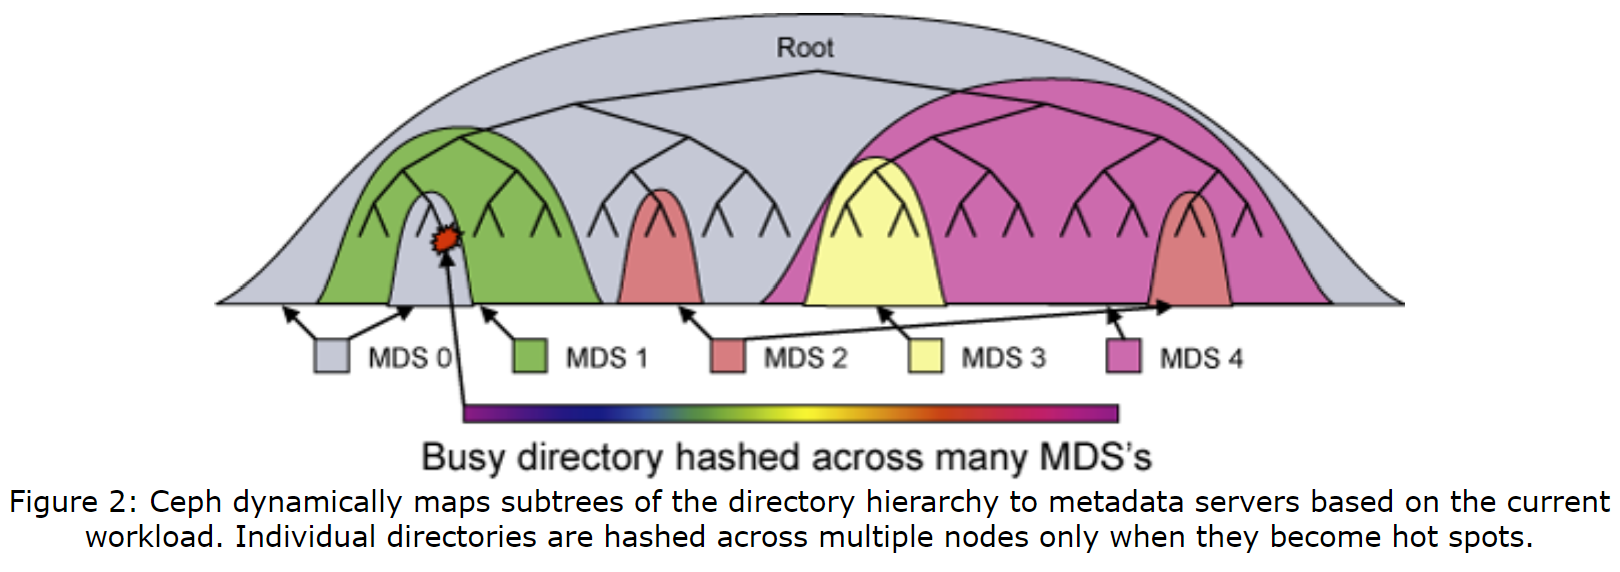 Root
MDS 0
MDS 1
MDS 2
MDS 3
MDS 4
Busy directory hashed across many MDS's
Figure 2: Ceph dynamically maps subtrees of the directory hierarchy to metadata servers based on the current
workload. Individual directories are hashed across multiple nodes only when they become hot spots.